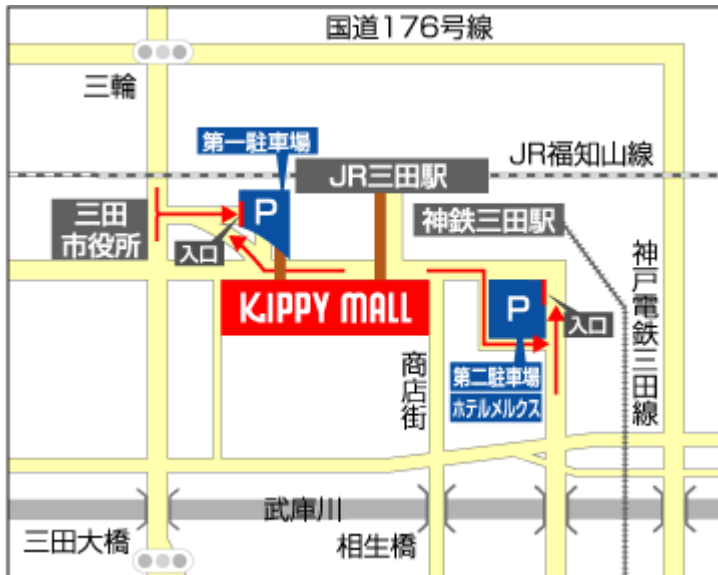 国道176号線
三輪
第一駐車場
JR福知山線
JR三田駅
P
三田
市役所
神鉄三田駅
入口
KiPPY MALL
P
入口
神戸電鉄三田線
商店街
第二駐車場
ホテルメルクス
武庫川
三田大橋
相生橋